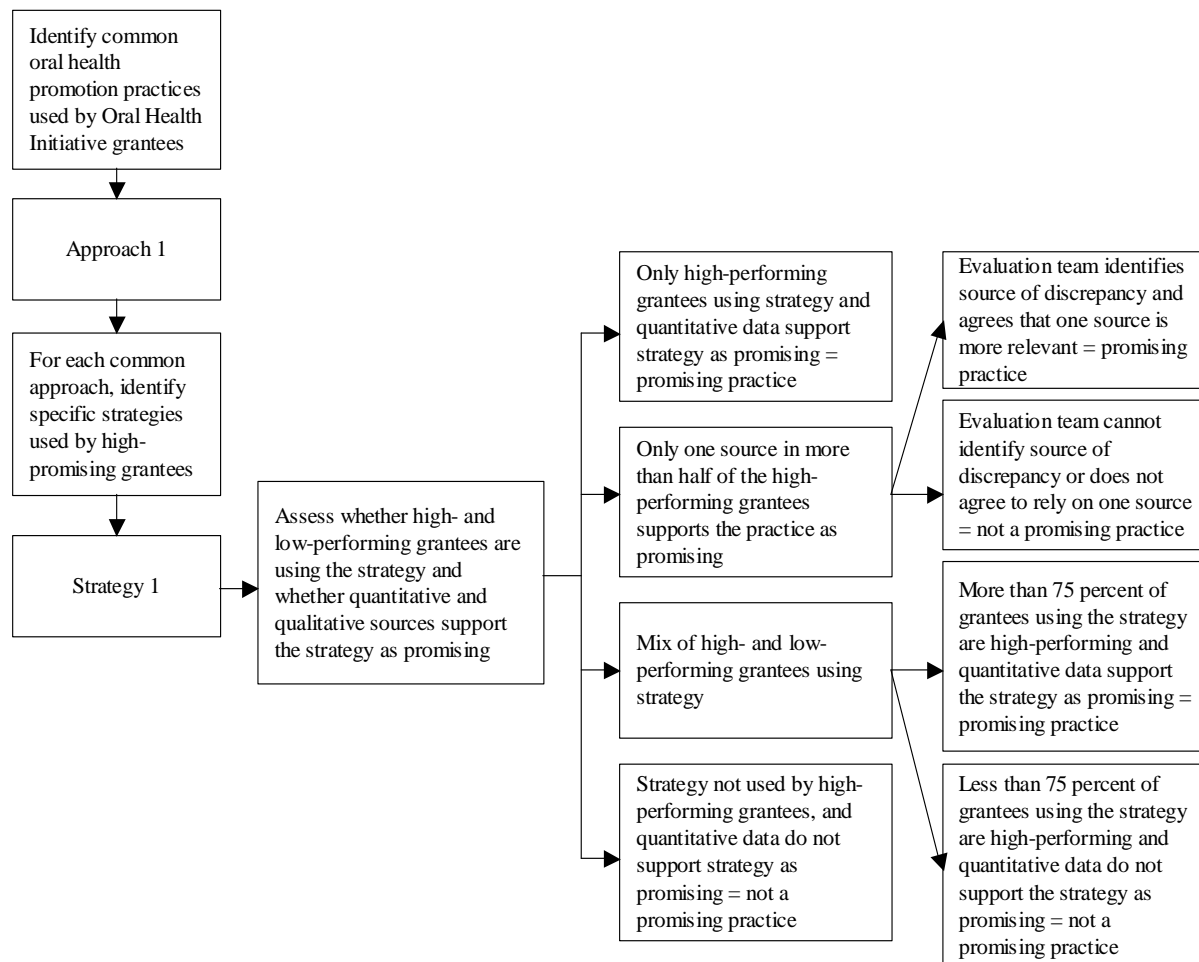 Identify common
oral health
promotion practices
used by Oral Health
Initiative grantees
Approach 1
For each common
approach, identify
specific strategies
used by high-
promising grantees
Strategy 1
Assess whether high- and
low-performing grantees are
using the strategy and
whether quantitative and
qualitative sources support
the strategy as promising
Only high-performing
grantees using strategy and
quantitative data support
strategy as promising =
promising practice
Only one source in more
than half of the high-
performing grantees
supports the practice as
promising
Mix of high- and low-
performing grantees using
strategy
Strategy not used by high-
performing grantees, and
quantitative data do not
support strategy as
promising = not a
promising practice
Evaluation team identifies
source of discrepancy and
agrees that one source is
more relevant = promising
practice
Evaluation team cannot
identify source of
discrepancy or does not
agree to rely on one source
= not a promising practice
More than 75 percent of
grantees using the strategy
are high-performing and
quantitative data support
the strategy as promising =
promising practice
Less than 75 percent of
grantees using the strategy
are high-performing and
quantitative data do not
support the strategy as
promising = not a
promising practice